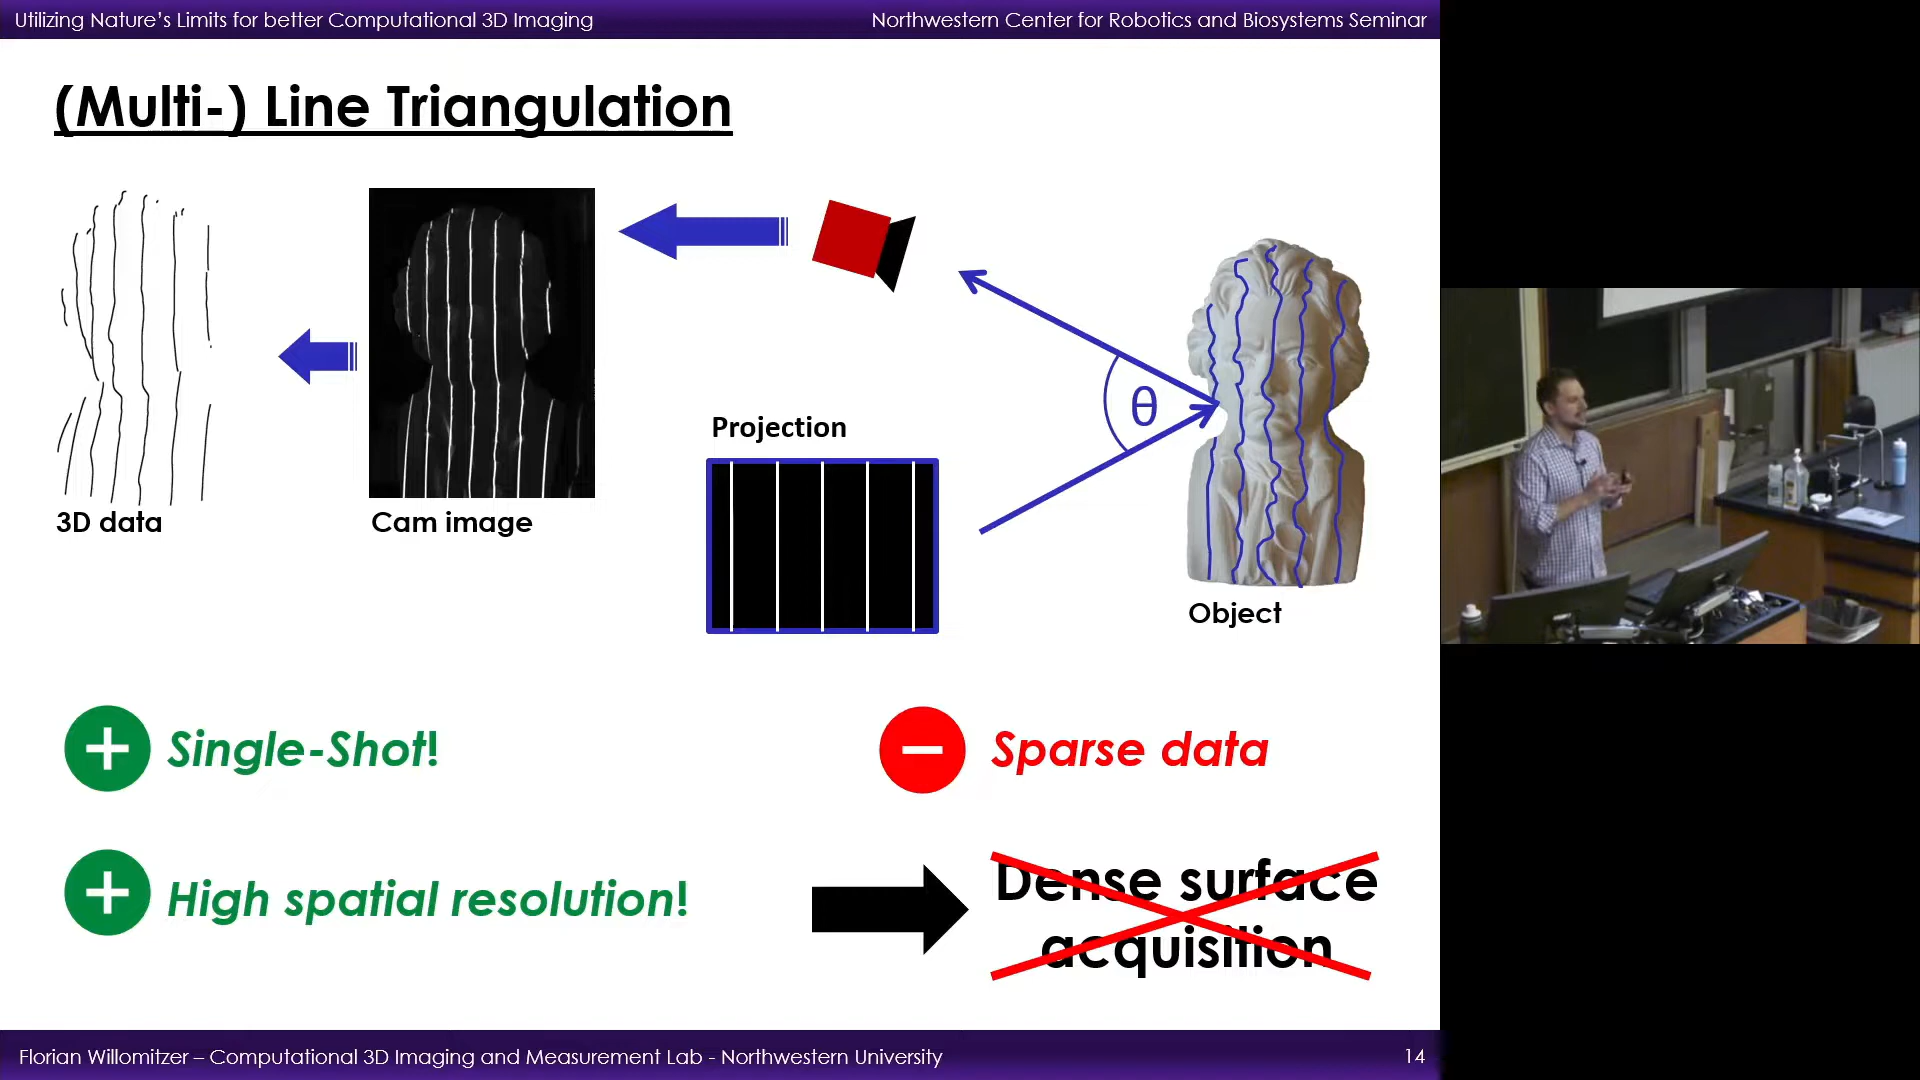 Utilizing Nature’s Limits for better Computational 3D Imaging
Northwestern Center for Robotics and Biosystems Seminar
(Multi-) Line Triangulation
θ
Projection
3D data
Cam image
Object
Single-Shot!
Sparse data
High spatial resolution!
Dense surface
acquisition
Florian Willomitzer – Computational 3D Imaging and Measurement Lab - Northwestern University
14